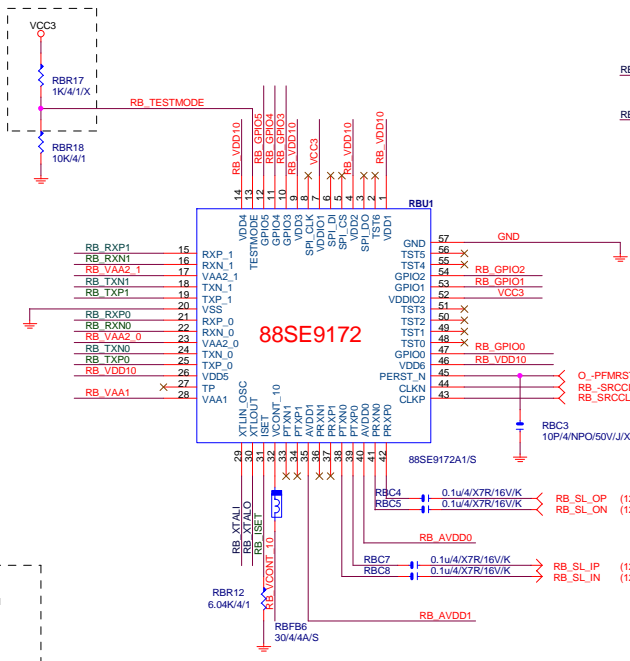 VCC3
RBR17
1K/4/1/X
RB_TESTMODE
RBR18
10K/4/1
RB
RB
RB_VDD10
RB_GPIO5
RB_GPIO4
RB_GPIO3
RB_VDD10
VCC3
RB_VDD10
RB_VDD10
14
13
12
11
10
9
8
7
6
5
4
3
2
1
RBU1
VDD4
TESTMODE
GPIO5
GPIO4
GPIO3
VDD3
SPI_CLK
VDDIO1
SPI_DI
SPI_CS
VDD2
SPI_DO
TST6
VDD1
RB_RXP1 15 RXP_1
RB_RXN1 16 RXN_1
RB_VAA2_1 17 VAA2_1
RB_TXN1 18 TXN_1
RB_TXP1 19 TXP_1
20 VSS
RB_RXP0 21 RXP_0
RB_RXN0 22 RXN_0
RB_VAA2_0 23 VAA2_0
RB_TXN0 24 TXN_0
RB_TXP0 25 TXP_0
RB_VDD10 26 VDD5
27 TP
RB_VAA1 28 VAA1
88SE9172
GND 57 GND
TST5 56
TST4 55
GPIO2 54 RB_GPIO2
GPIO1 53 RB_GPIO1
VDDIO2 52 VCC3
TST3 51
TST2 50
TST1 49
TST0 48
GPIO0 47 RB_GPIO0
VDD6 46 RB_VDD10
PERST_N 45 O_-PFMRST
CLKN 44 RB_-SRCCL
CLKP 43 RB_SRCCL
XTLIN_OSC
XTLOUT
ISET
VCONT_10
PTXN1
PTXP1
AVDD1
PRXN1
PRXP1
PTXN0
PTXP0
AVDD0
PRXN0
PRXP0
29
30
31
32
33
34
35
36
37
38
39
40
41
42
88SE9172A1/S
RBC3
10P/4/NPO/50V/J/X
RB_XTALI
RB_XTALO
RB_ISET
RB_VCONT_10
RBC4 0.1u/4/X7R/16V/K RB_SL_OP (12
RBC5 0.1u/4/X7R/16V/K RB_SL_ON (12
RB_AVDD0
RBC7 0.1u/4/X7R/16V/K RB_SL_IP (12
RBC8 0.1u/4/X7R/16V/K RB_SL_IN (12
RBR12
6.04K/4/1
RB_AVDD1
RBFB6
30/4/4A/S